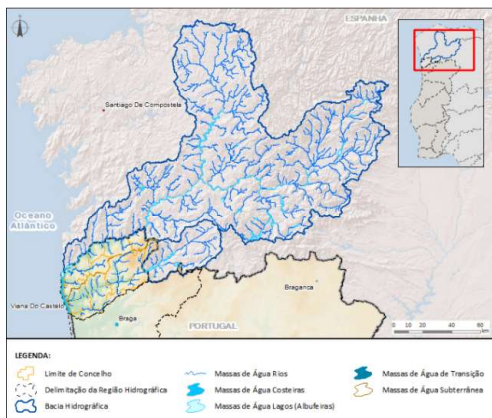 ESPANHA
Santiago De Compostela
Oceano
Atlântico
Viana Do Castelo
Braga
Bragança
PORTUGAL
0 20 40 60
km
LEGENDA:
Limite de Concelho
Delimitação da Região Hidrográfica
Bacia Hidrográfica
Massas de Água Rios
Massas de Água Costeiras
Massas de Água Lagos (Albufeiras)
Massas de Água de Transição
Massas de Água Subterrânea